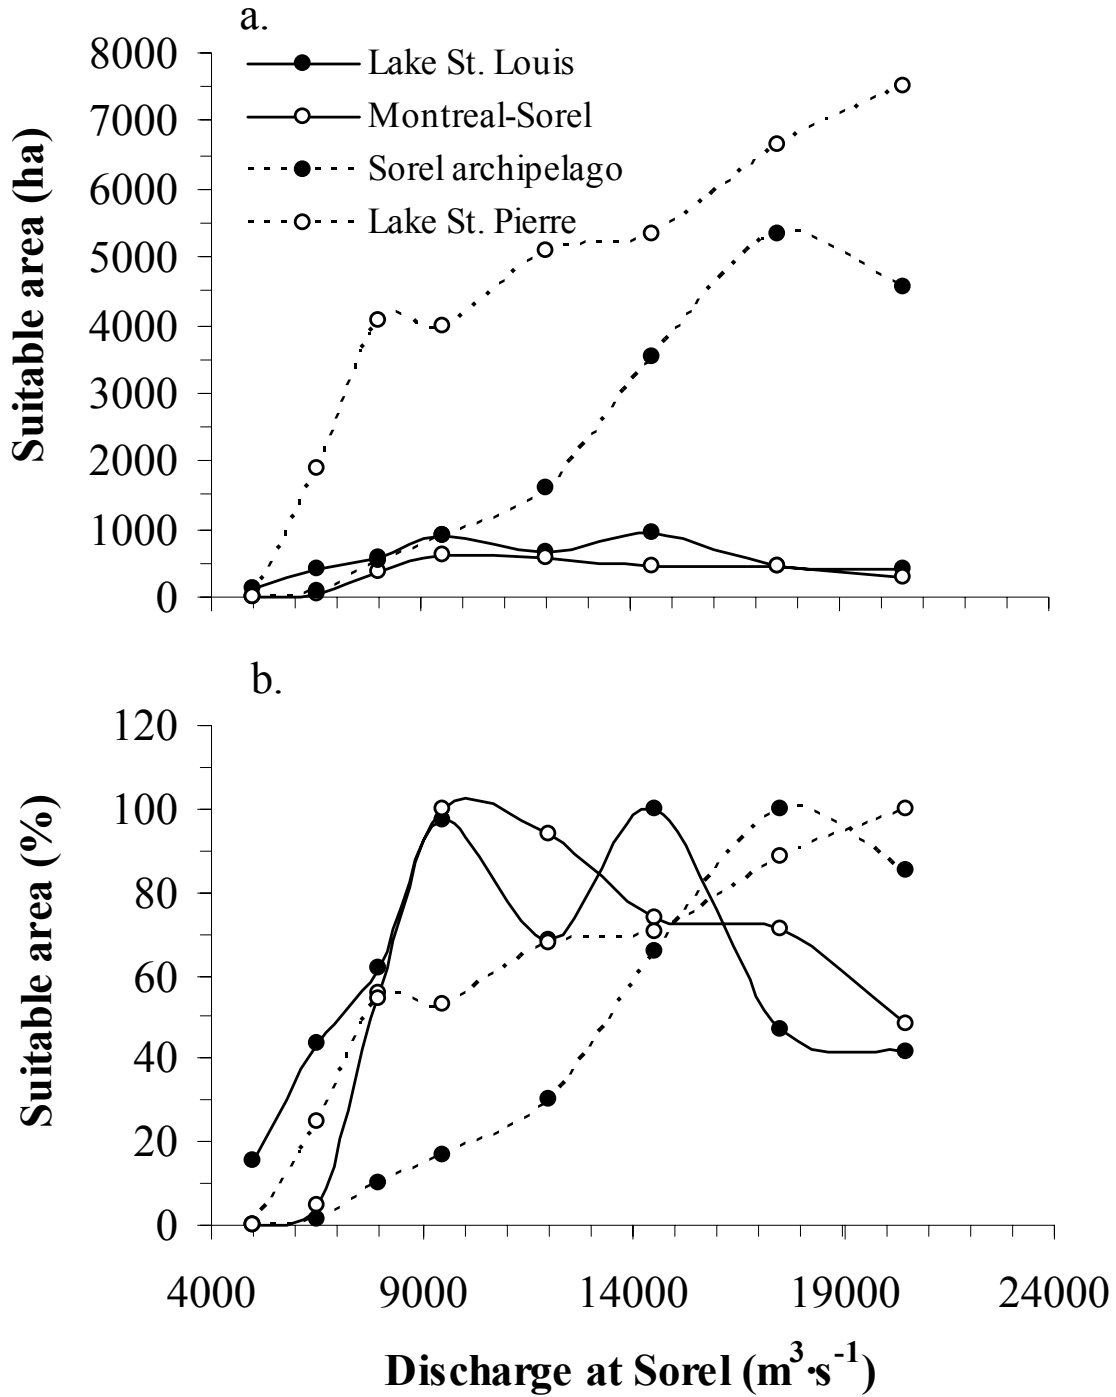 a.
8000
7000
6000
5000
4000
3000
2000
1000
0
Suitable area (ha)
Lake St. Louis
Montreal-Sorel
Sorel archipelago
Lake St. Pierre
b.
120
100
80
60
40
20
0
Suitable area (%)
4000 9000 14000 19000 24000
Discharge at Sorel (m³·s⁻¹)